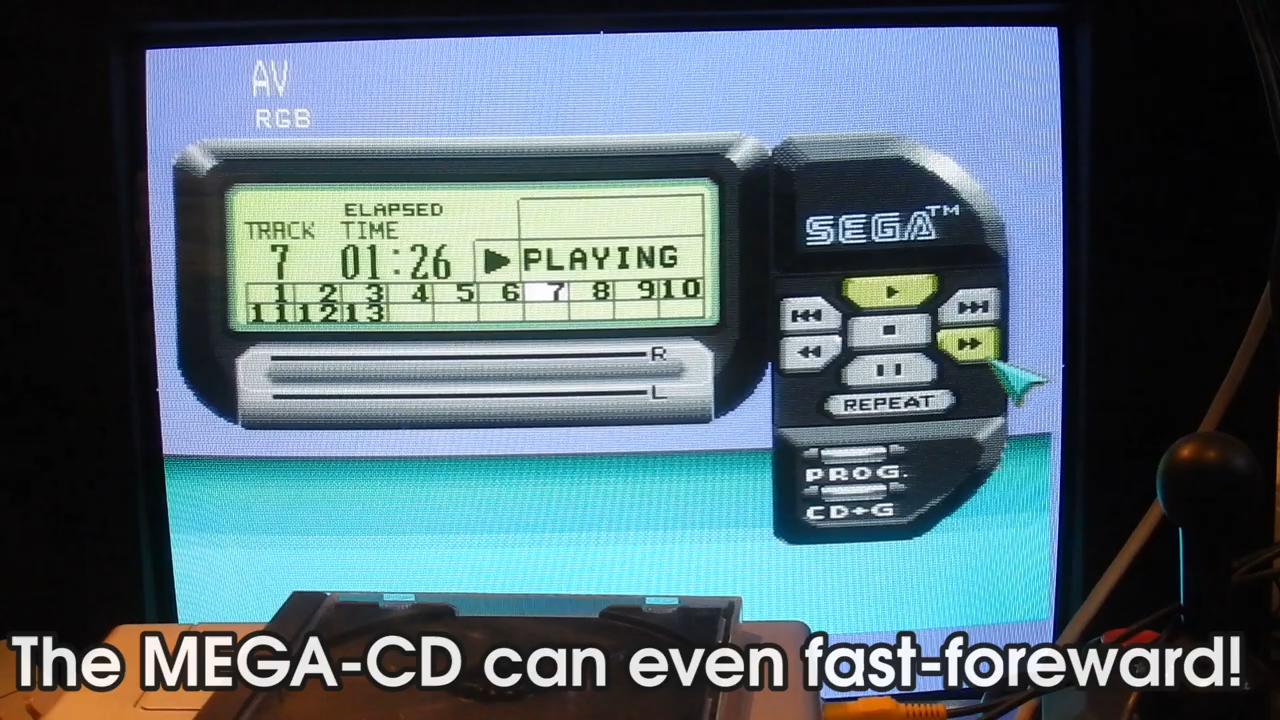 AV
RGB
ELAPSED
TRACK TIME
7 01:26 PLAYING
1 2 3 4 5 6 7 8 9 10
11 12 13
R
L
SEGA™
REPEAT
PROG.
CD+G
The MEGA-CD can even fast-foreward!